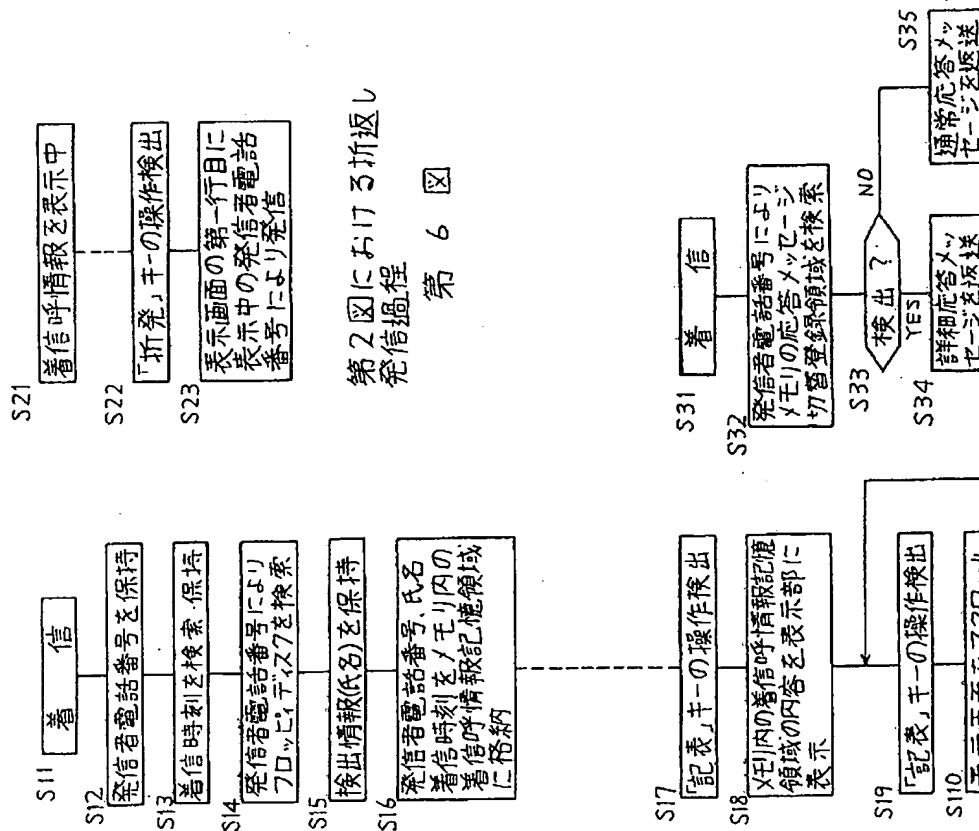 S11
着 信
S12
発信者電話番号を保持
S13
着信時刻を検索・保持
S14
発信者電話番号により
フロッピィディスクを検索
S15
検出情報(氏名)を保持
S16
発信者電話番号、氏名
着信時刻をメモリ内の
着信呼情報記憶領域
に格納
S17
「記表」キーの操作検出
S18
メモリ内の着信呼情報記憶
領域の内容を表示部に
表示
S19
「記表」キーの操作検出
S110
S21
着信呼情報を表示中
S22
「折発」キーの操作検出
S23
表示画面の第一行目に
表示中の発信者電話
番号により発信
第2図における折返し
発信過程
第 6 図
S31
着 信
S32
発信者電話番号により
メモリの応答メッセージ
切替登録領域を検索
S33
検出?
NO
YES
S34
詳細応答メッ
セージを返送
S35
通常応答メッ
セージを返送